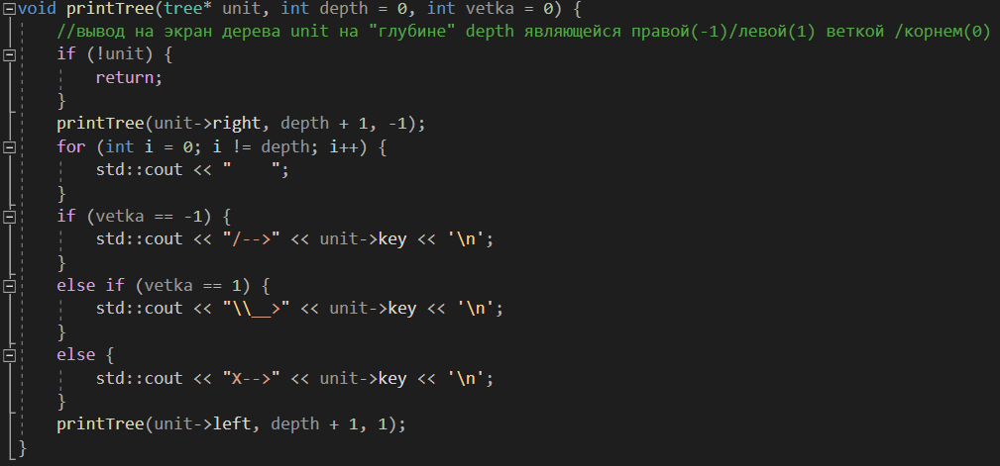 void printTree(tree* unit, int depth = 0, int vetka = 0) {
    //вывод на экран дерева unit на "глубине" depth являющейся правой(-1)/левой(1) веткой /корнем(0)
    if (!unit) {
        return;
    }
    printTree(unit->right, depth + 1, -1);
    for (int i = 0; i != depth; i++) {
        std::cout << "    ";
    }
    if (vetka == -1) {
        std::cout << "/-->" << unit->key << '\n';
    }
    else if (vetka == 1) {
        std::cout << "\\__>" << unit->key << '\n';
    }
    else {
        std::cout << "X-->" << unit->key << '\n';
    }
    printTree(unit->left, depth + 1, 1);
}